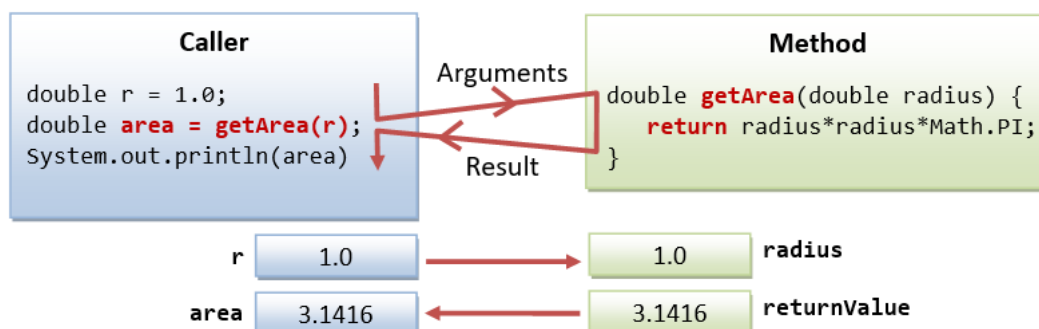 Caller
double r = 1.0;
double area = getArea(r);
System.out.println(area)
Arguments
Result
Method
double getArea(double radius) {
return radius*radius*Math.PI;
}
r 1.0
1.0 radius
area 3.1416
3.1416 returnValue